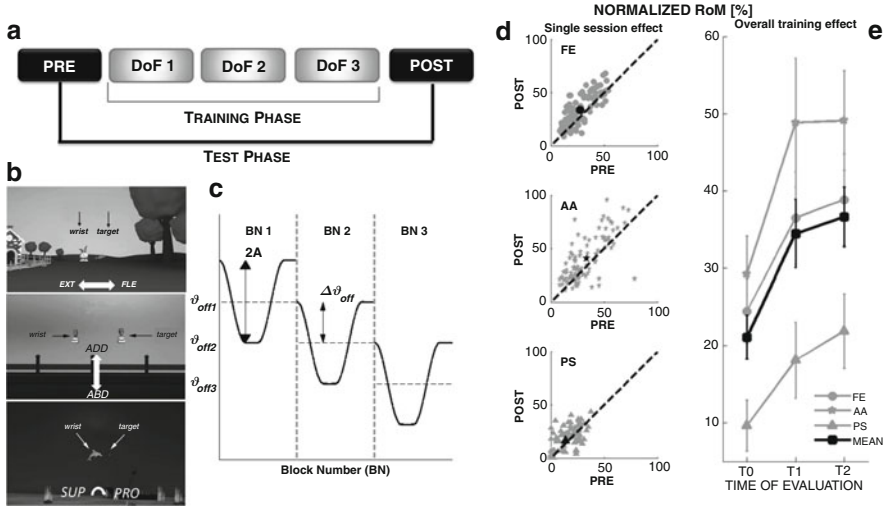 a
PRE
DoF 1
DoF 2
DoF 3
POST
TRAINING PHASE
TEST PHASE
b
wrist target
EXT FLE
wrist target
ADD
ABD
wrist target
SUP PRO
c
BN 1 BN 2 BN 3
2A
Δϑoff
ϑoff1
ϑoff2
ϑoff3
Block Number (BN)
NORMALIZED RoM [%]
d
Single session effect
FE
POST
100
50
0
0 50 100
PRE
AA
POST
100
50
0
0 50 100
PRE
PS
POST
100
50
0
0 50 100
PRE
Overall training effect
e
60
50
40
30
20
10
FE
AA
PS
MEAN
T0 T1 T2
TIME OF EVALUATION